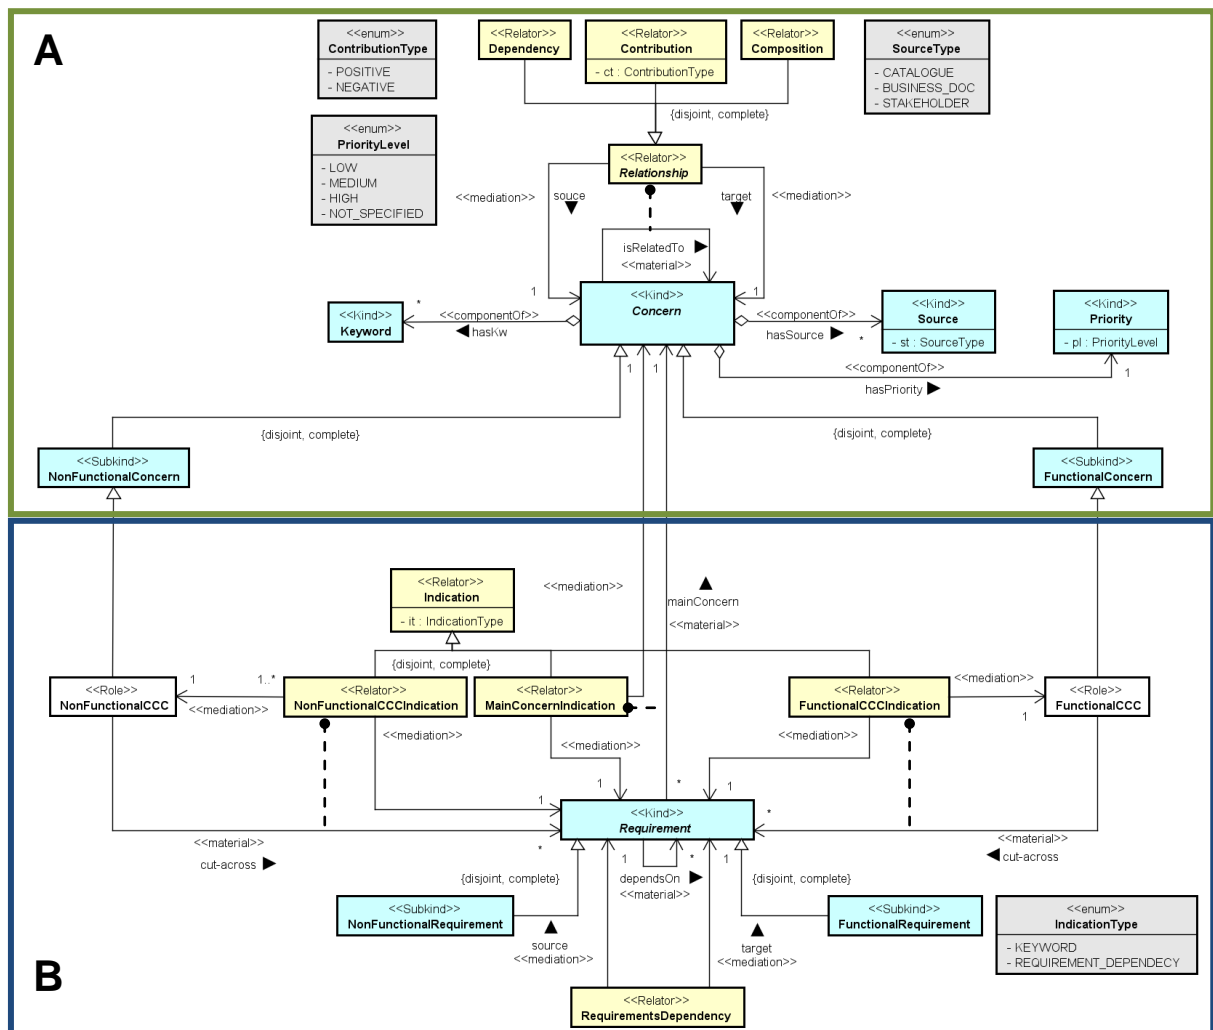 A
<<enum>>
ContributionType
- POSITIVE
- NEGATIVE
<<Relator>>
Dependency
<<Relator>>
Contribution
- ct : ContributionType
<<Relator>>
Composition
<<enum>>
SourceType
- CATALOGUE
- BUSINESS_DOC
- STAKEHOLDER
{disjoint, complete}
<<enum>>
PriorityLevel
- LOW
- MEDIUM
- HIGH
- NOT_SPECIFIED
<<Relator>>
Relationship
<<mediation>>
souce
target
<<mediation>>
isRelatedTo
<<material>>
1
1
<<Kind>>
Concern
*
<<componentOf>>
hasKw
<<Kind>>
Keyword
<<componentOf>>
hasSource
*
<<Kind>>
Source
- st : SourceType
<<Kind>>
Priority
- pl : PriorityLevel
<<componentOf>>
hasPriority
1
1
1
{disjoint, complete}
{disjoint, complete}
<<Subkind>>
NonFunctionalConcern
<<Subkind>>
FunctionalConcern
<<Relator>>
Indication
- it : IndicationType
<<mediation>>
mainConcern
<<material>>
{disjoint, complete}
<<Role>>
NonFunctionalCCC
1
1..*
<<mediation>>
<<Relator>>
NonFunctionalCCCIndication
<<Relator>>
MainConcernIndication
<<Relator>>
FunctionalCCCIndication
<<mediation>>
1
<<Role>>
FunctionalCCC
<<mediation>>
<<mediation>>
<<mediation>>
1
1
*
1
*
<<Kind>>
Requirement
<<material>>
cut-across
*
<<material>>
cut-across
{disjoint, complete}
1
*
1
dependsOn
<<material>>
{disjoint, complete}
<<Subkind>>
NonFunctionalRequirement
<<Subkind>>
FunctionalRequirement
source
<<mediation>>
target
<<mediation>>
<<enum>>
IndicationType
- KEYWORD
- REQUIREMENT_DEPENDECY
B
<<Relator>>
RequirementsDependency